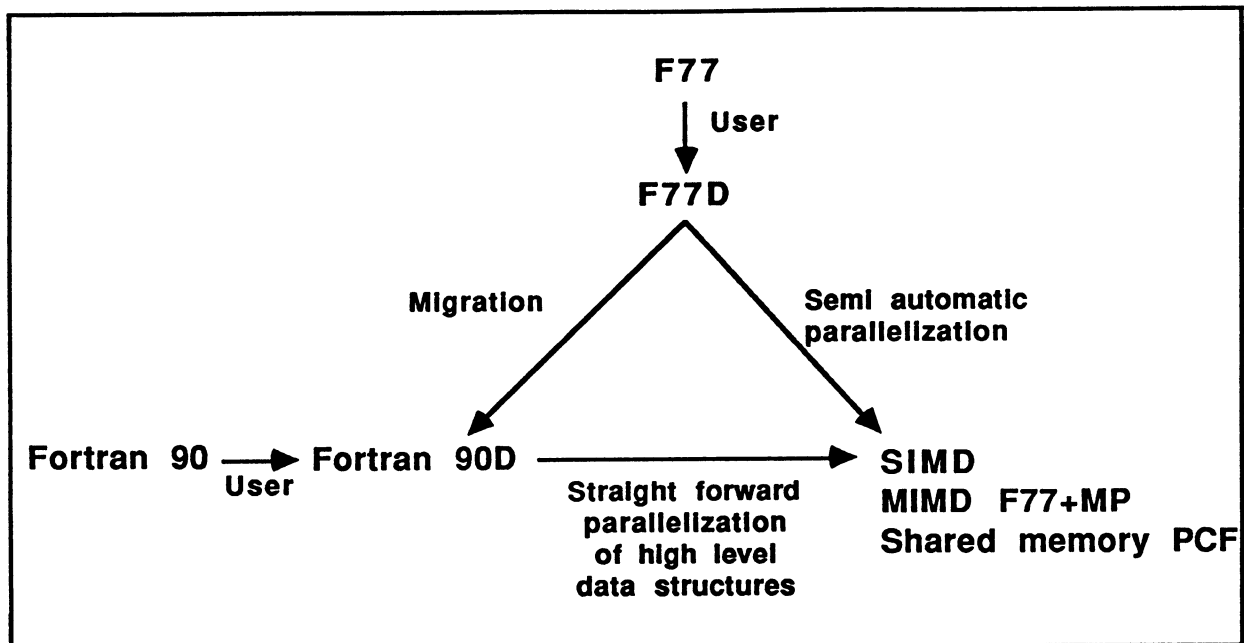 F77
User
F77D
Migration
Semi automatic
parallelization
Fortran 90
User
Fortran 90D
Straight forward
parallelization
of high level
data structures
SIMD
MIMD F77+MP
Shared memory PCF